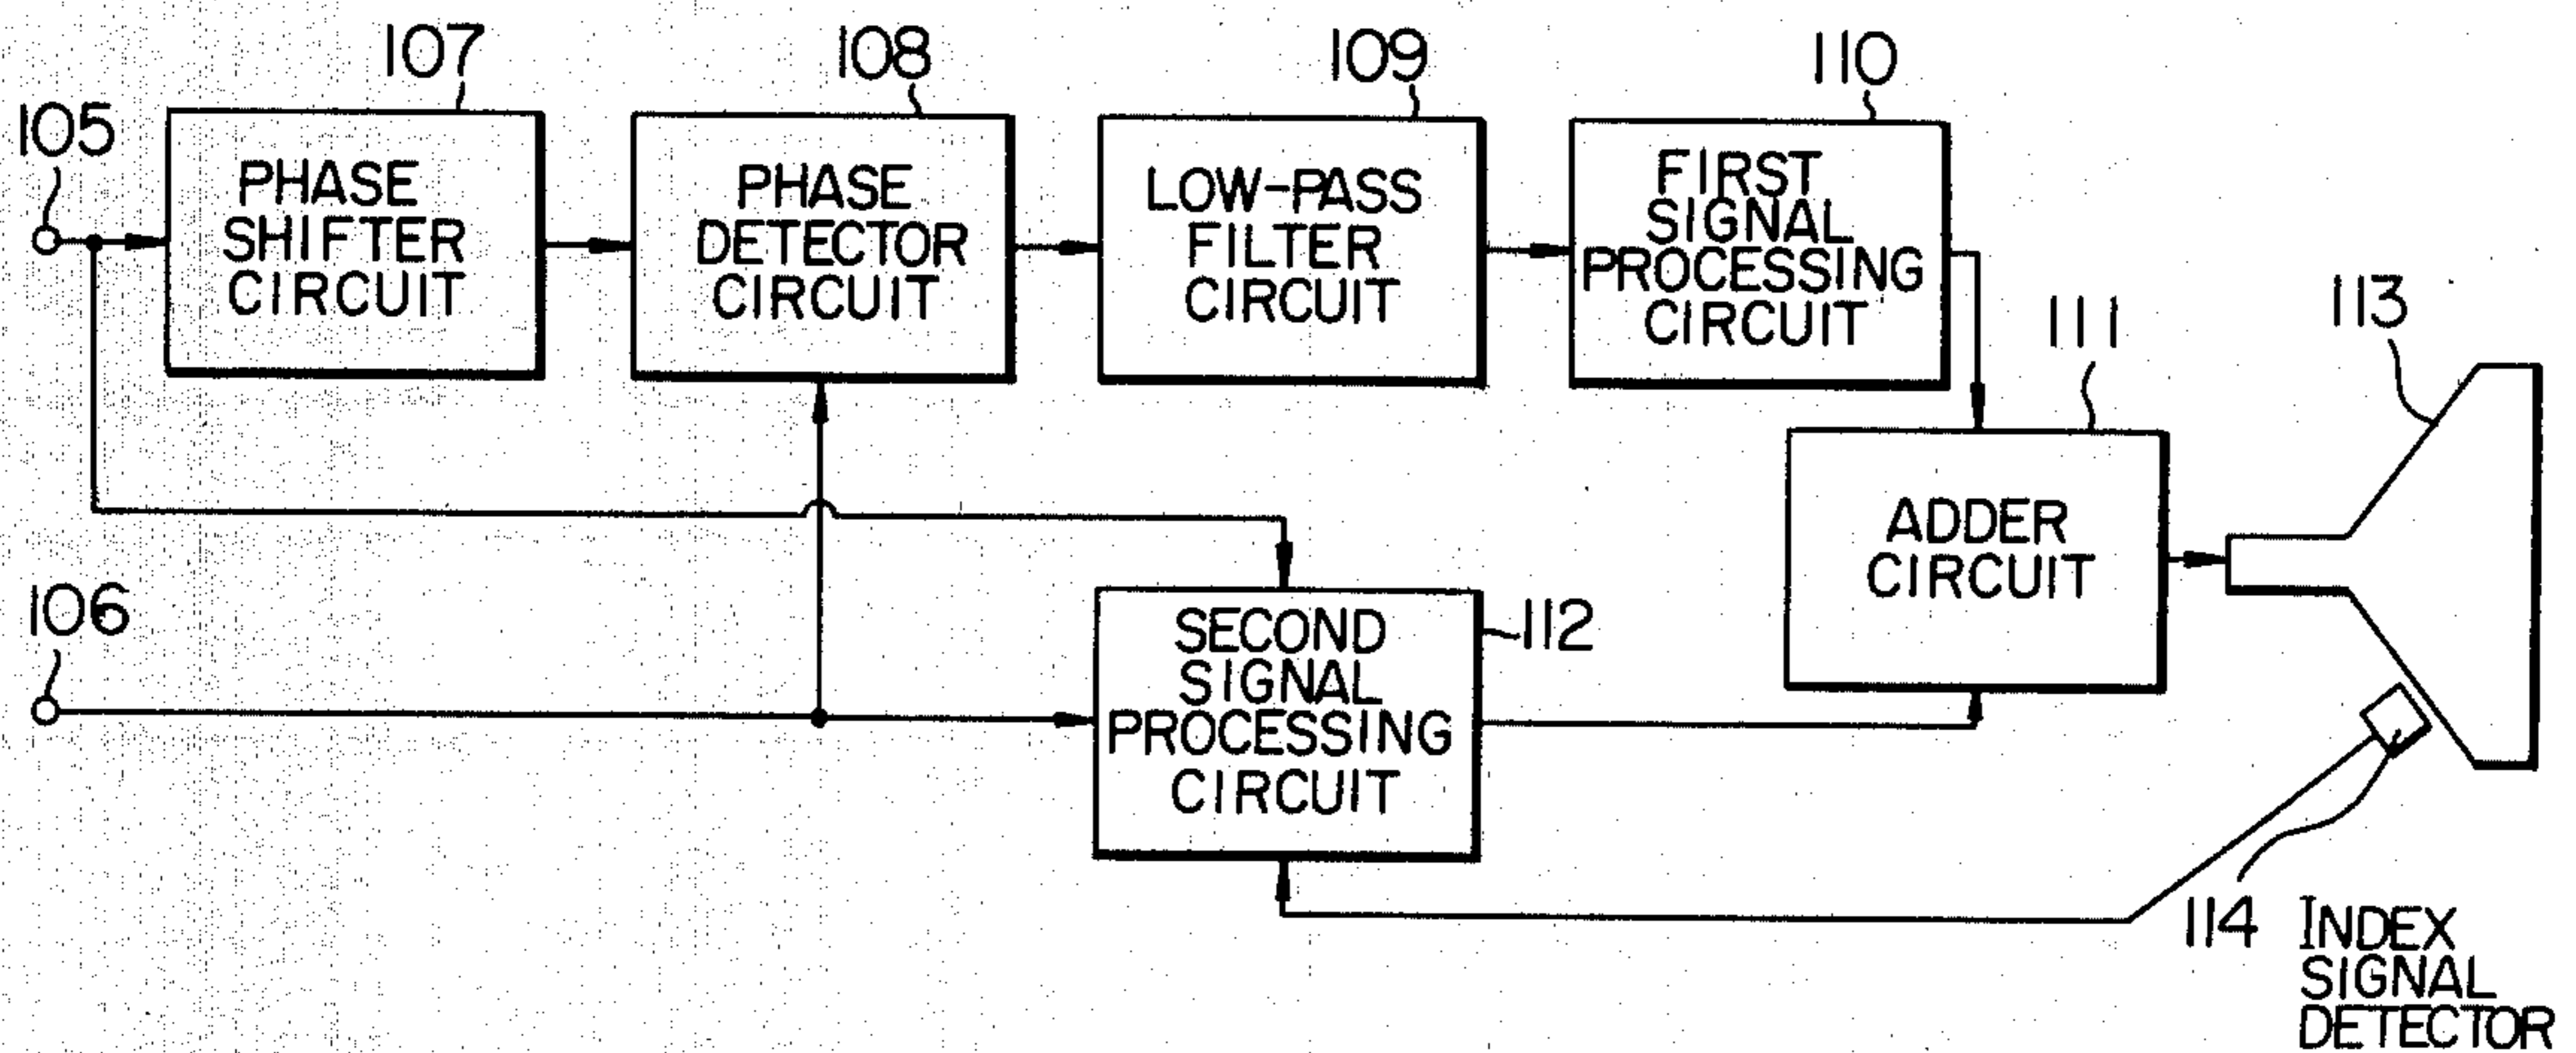 107
108
109
110
105
PHASE
SHIFTER
CIRCUIT
PHASE
DETECTOR
CIRCUIT
LOW-PASS
FILTER
CIRCUIT
FIRST
SIGNAL
PROCESSING
CIRCUIT
111
113
ADDER
CIRCUIT
106
SECOND
SIGNAL
PROCESSING
CIRCUIT
112
114
INDEX
SIGNAL
DETECTOR